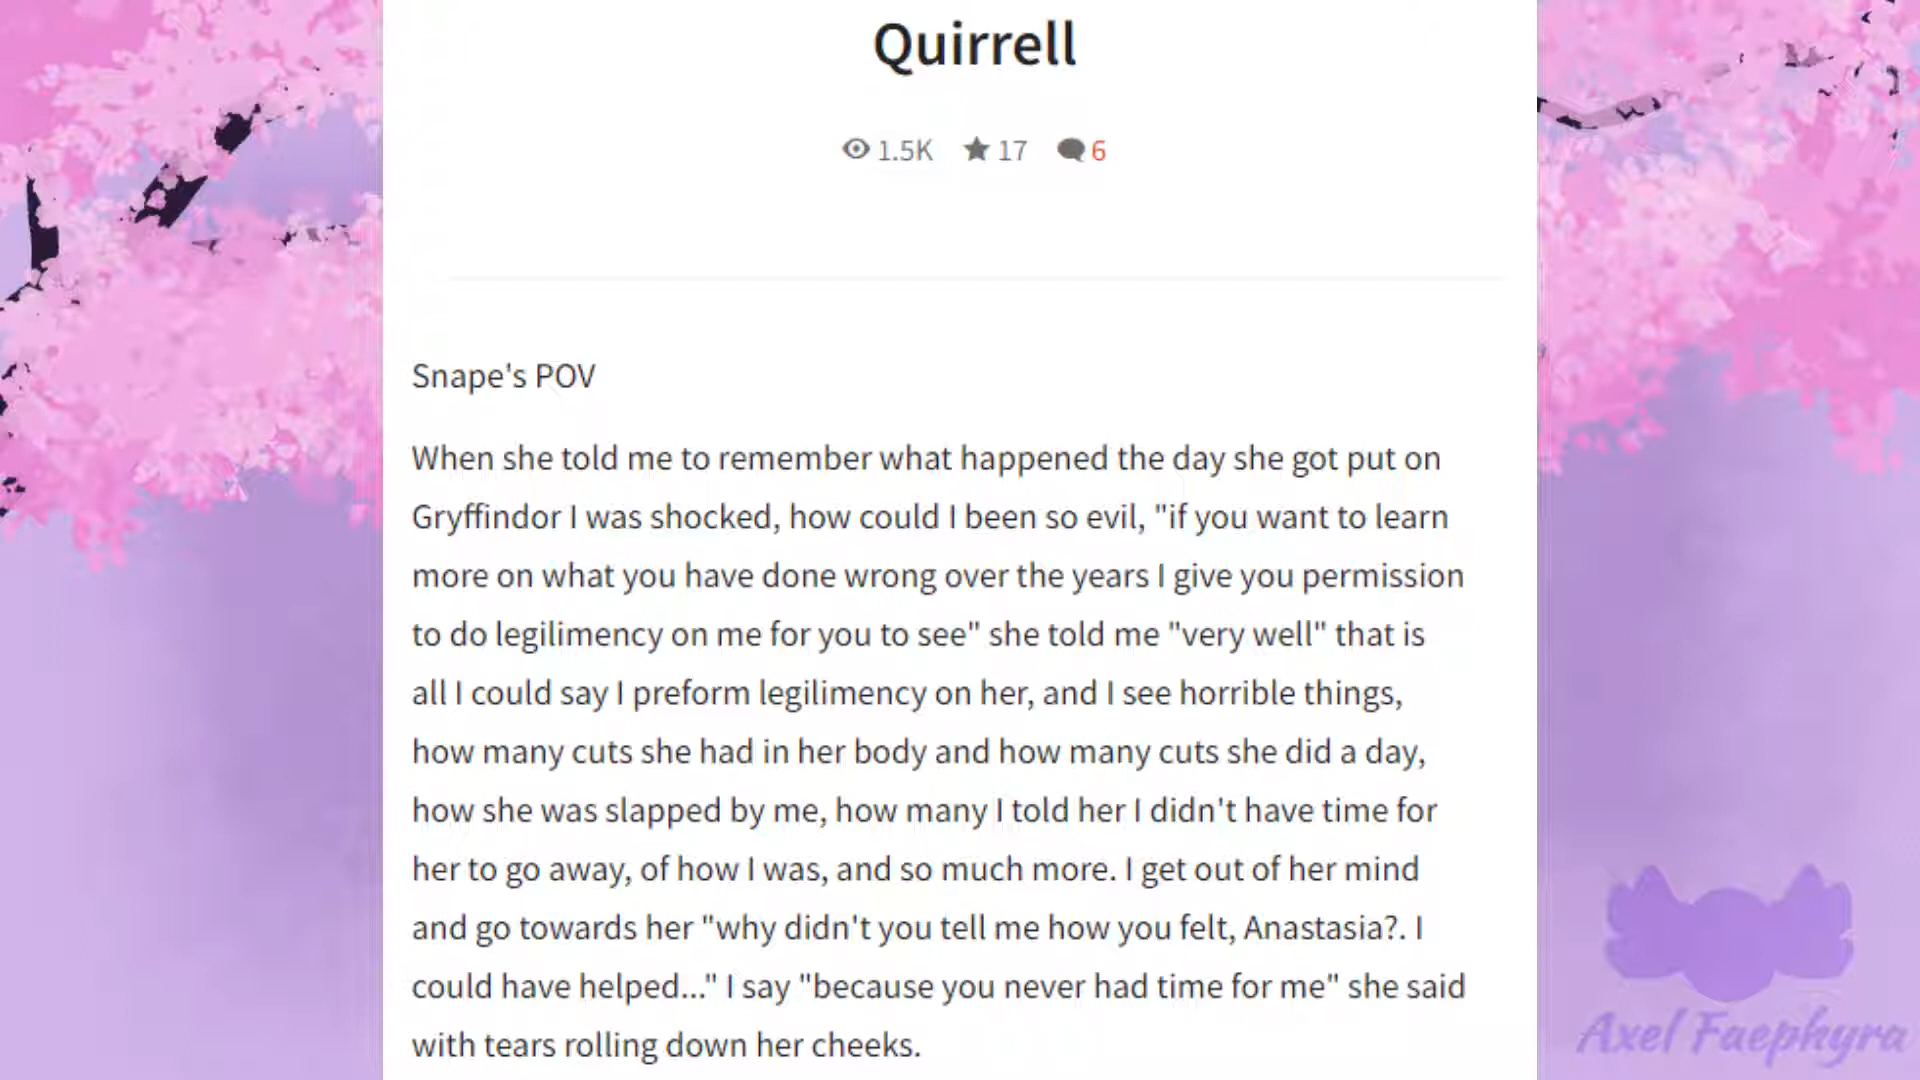 Quirrell
1.5K 17 6
Snape's POV
When she told me to remember what happened the day she got put on
Gryffindor I was shocked, how could I been so evil, "if you want to learn
more on what you have done wrong over the years I give you permission
to do legilimency on me for you to see" she told me "very well" that is
all I could say I preform legilimency on her, and I see horrible things,
how many cuts she had in her body and how many cuts she did a day,
how she was slapped by me, how many I told her I didn't have time for
her to go away, of how I was, and so much more. I get out of her mind
and go towards her "why didn't you tell me how you felt, Anastasia?. I
could have helped..." I say "because you never had time for me" she said
with tears rolling down her cheeks.
Axel Faephyra